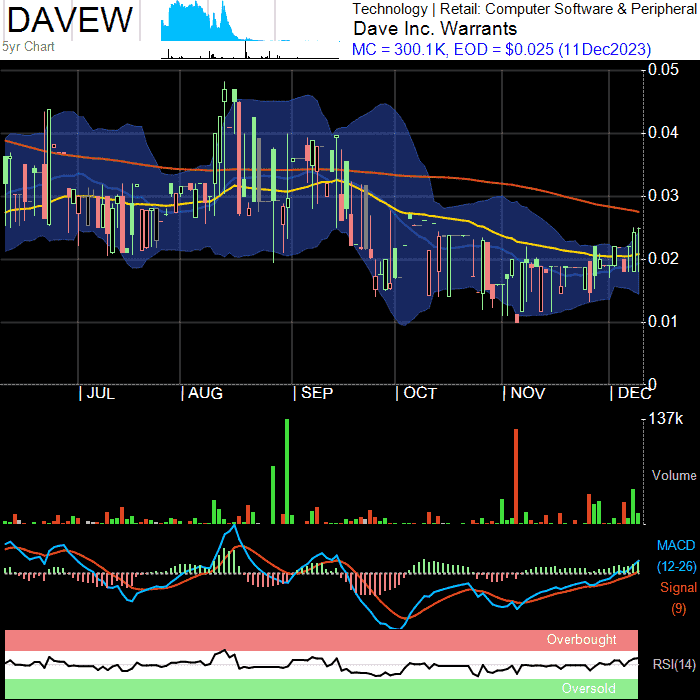 DAVEW
5yr Chart
Technology | Retail: Computer Software & Peripheral
Dave Inc. Warrants
MC = 300.1K, EOD = $0.025 (11Dec2023)
0.05
0.04
0.03
0.02
0.01
0
| JUL
| AUG
| SEP
| OCT
| NOV
| DEC
137k
Volume
MACD
(12-26)
Signal
(9)
Overbought
RSI(14)
Oversold